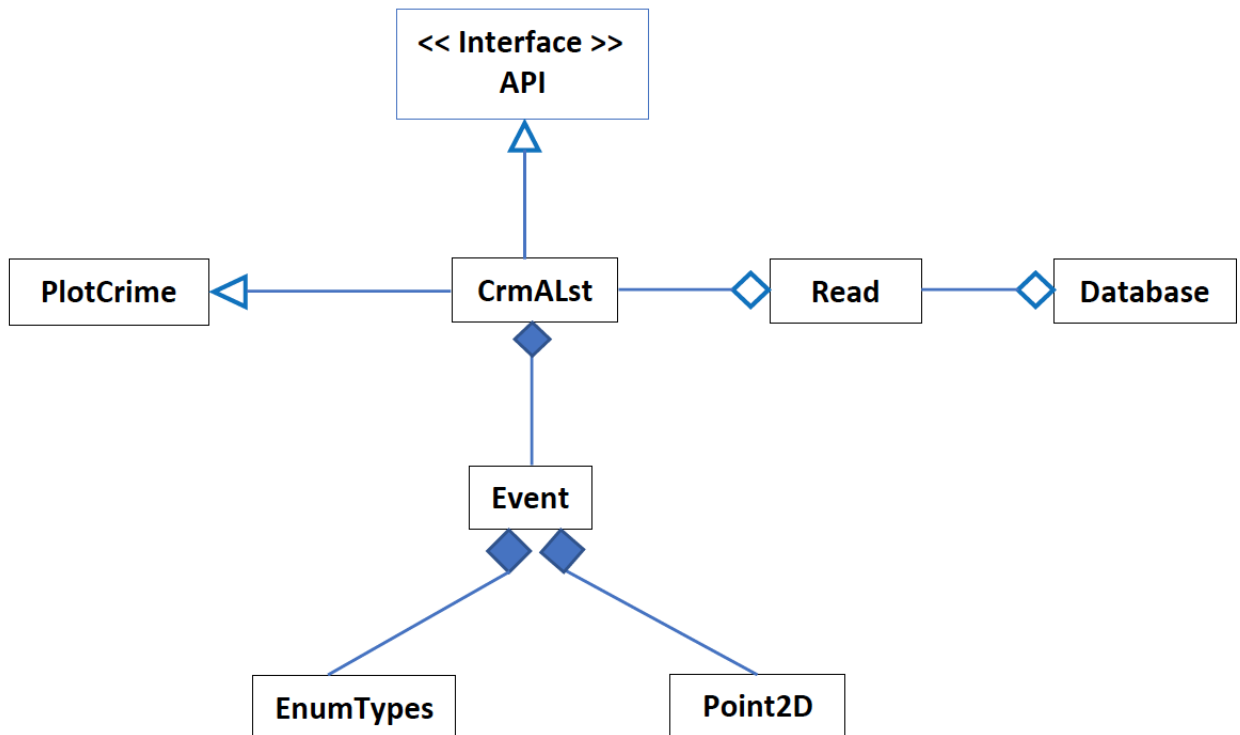 << Interface >>
API
PlotCrime
CrmALst
Read
Database
Event
EnumTypes
Point2D